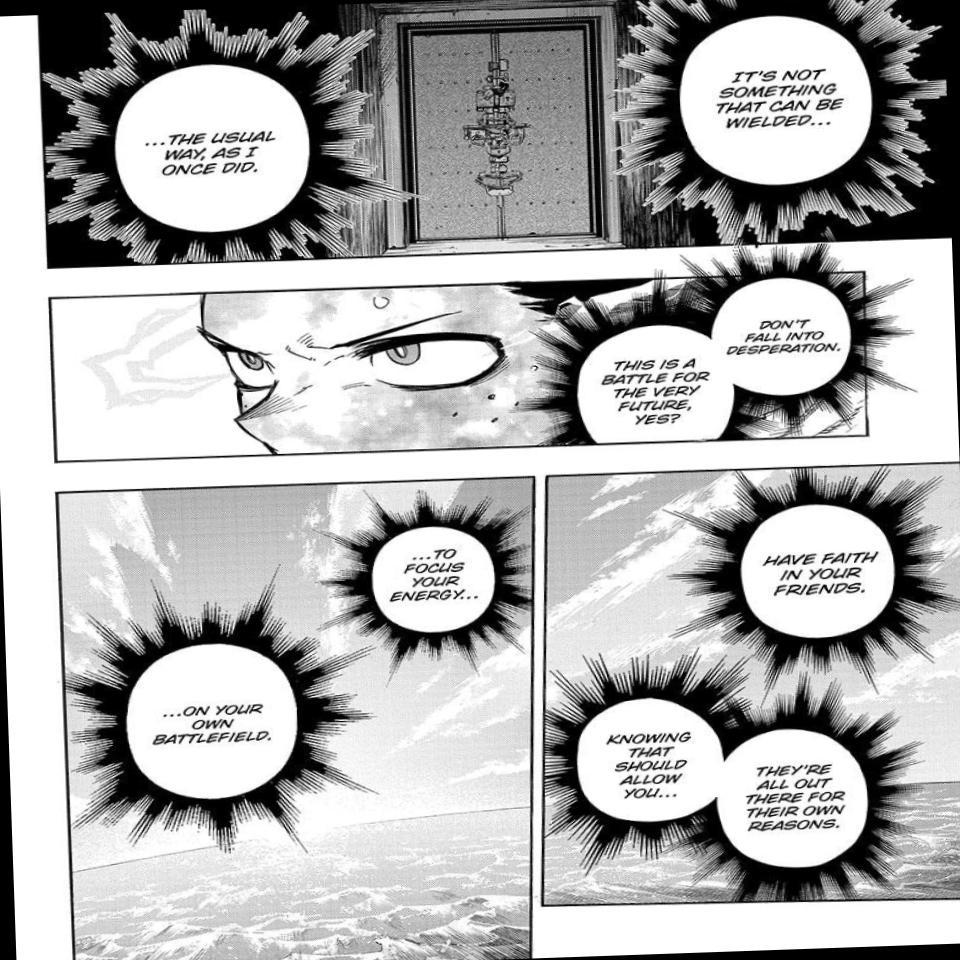 IT'S NOT
SOMETHING
THAT CAN BE
WIELDED...
...THE USUAL
WAY, AS I
ONCE DID.
DON'T
FALL INTO
DESPERATION.
THIS IS A
BATTLE FOR
THE VERY
FUTURE,
YES?
HAVE FAITH
IN YOUR
FRIENDS.
THEY'RE
ALL OUT
THERE FOR
THEIR OWN
REASONS.
KNOWING
THAT
SHOULD
ALLOW
YOU...
...TO
FOCUS
YOUR
ENERGY...
...ON YOUR
OWN
BATTLEFIELD.